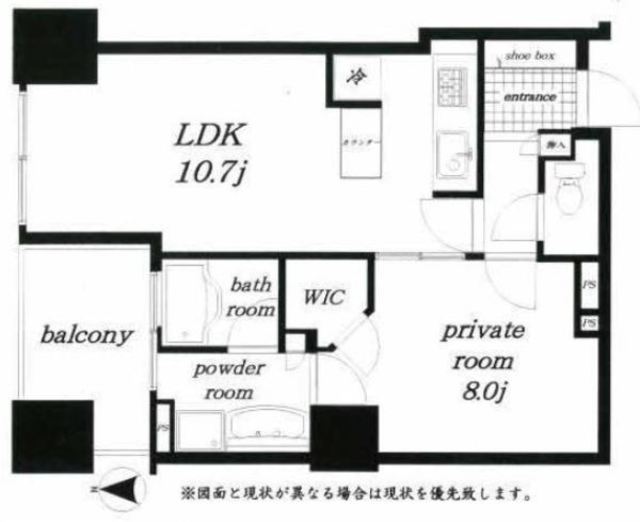 shoe box
entrance
冷
LDK
10.7j
カウンター
物入
bath
room
WIC
PS
PS
balcony
private
room
8.0j
powder
room
PS
N
※図面と現状が異なる場合は現状を優先致します。